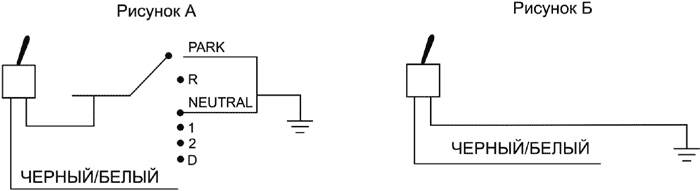 Рисунок А
PARK
R
NEUTRAL
1
2
D
ЧЕРНЫЙ/БЕЛЫЙ
Рисунок Б
ЧЕРНЫЙ/БЕЛЫЙ